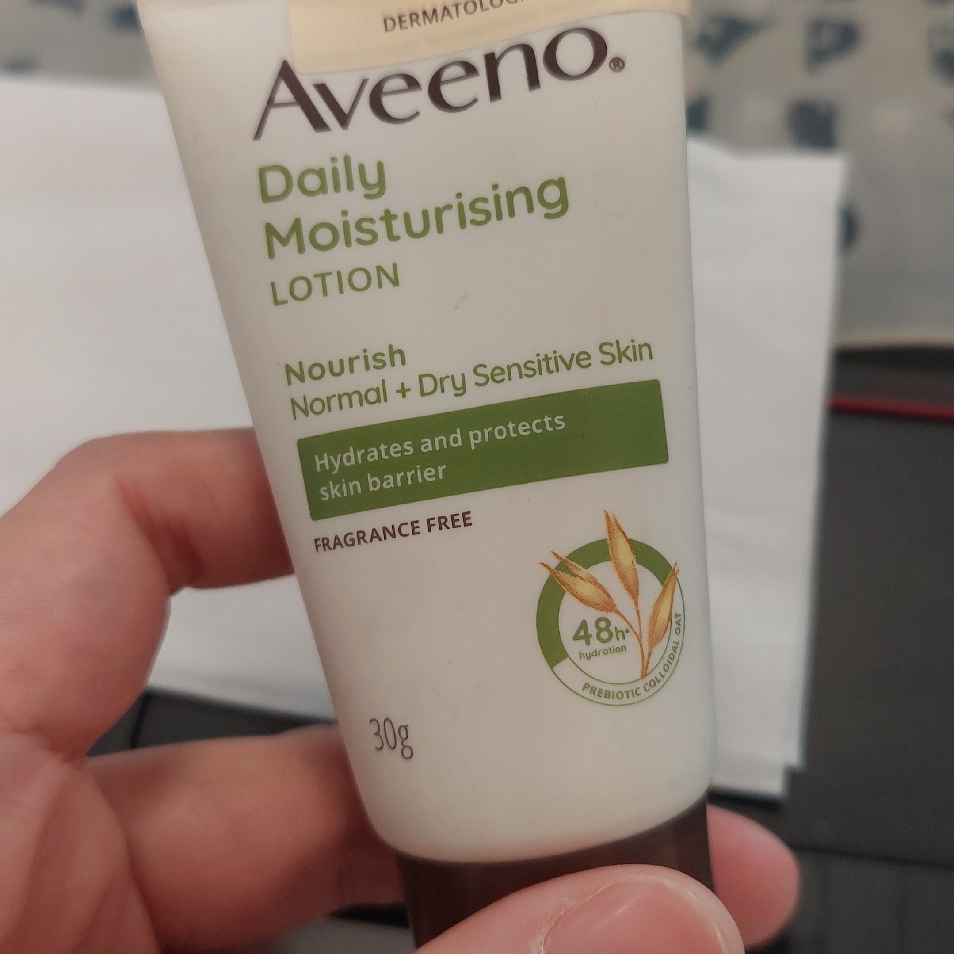 Aveeno®
Daily
Moisturising
LOTION
Nourish
Normal + Dry Sensitive Skin
Hydrates and protects
skin barrier
FRAGRANCE FREE
48h•
hydration
PREBIOTIC COLLOIDAL OAT
30g